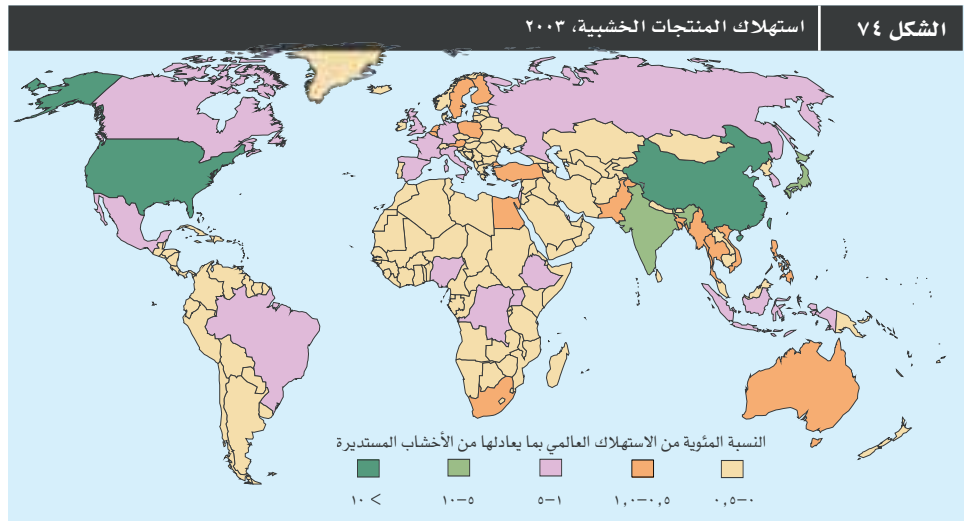 الشكل ٧٤
استهلاك المنتجات الخشبية، ٢٠٠٣
النسبة المئوية من الاستهلاك العالمي بما يعادلها من الأخشاب المستديرة
٠-٠,٥
٠,٥-١,٠
١-٥
٥-١٠
> ١٠